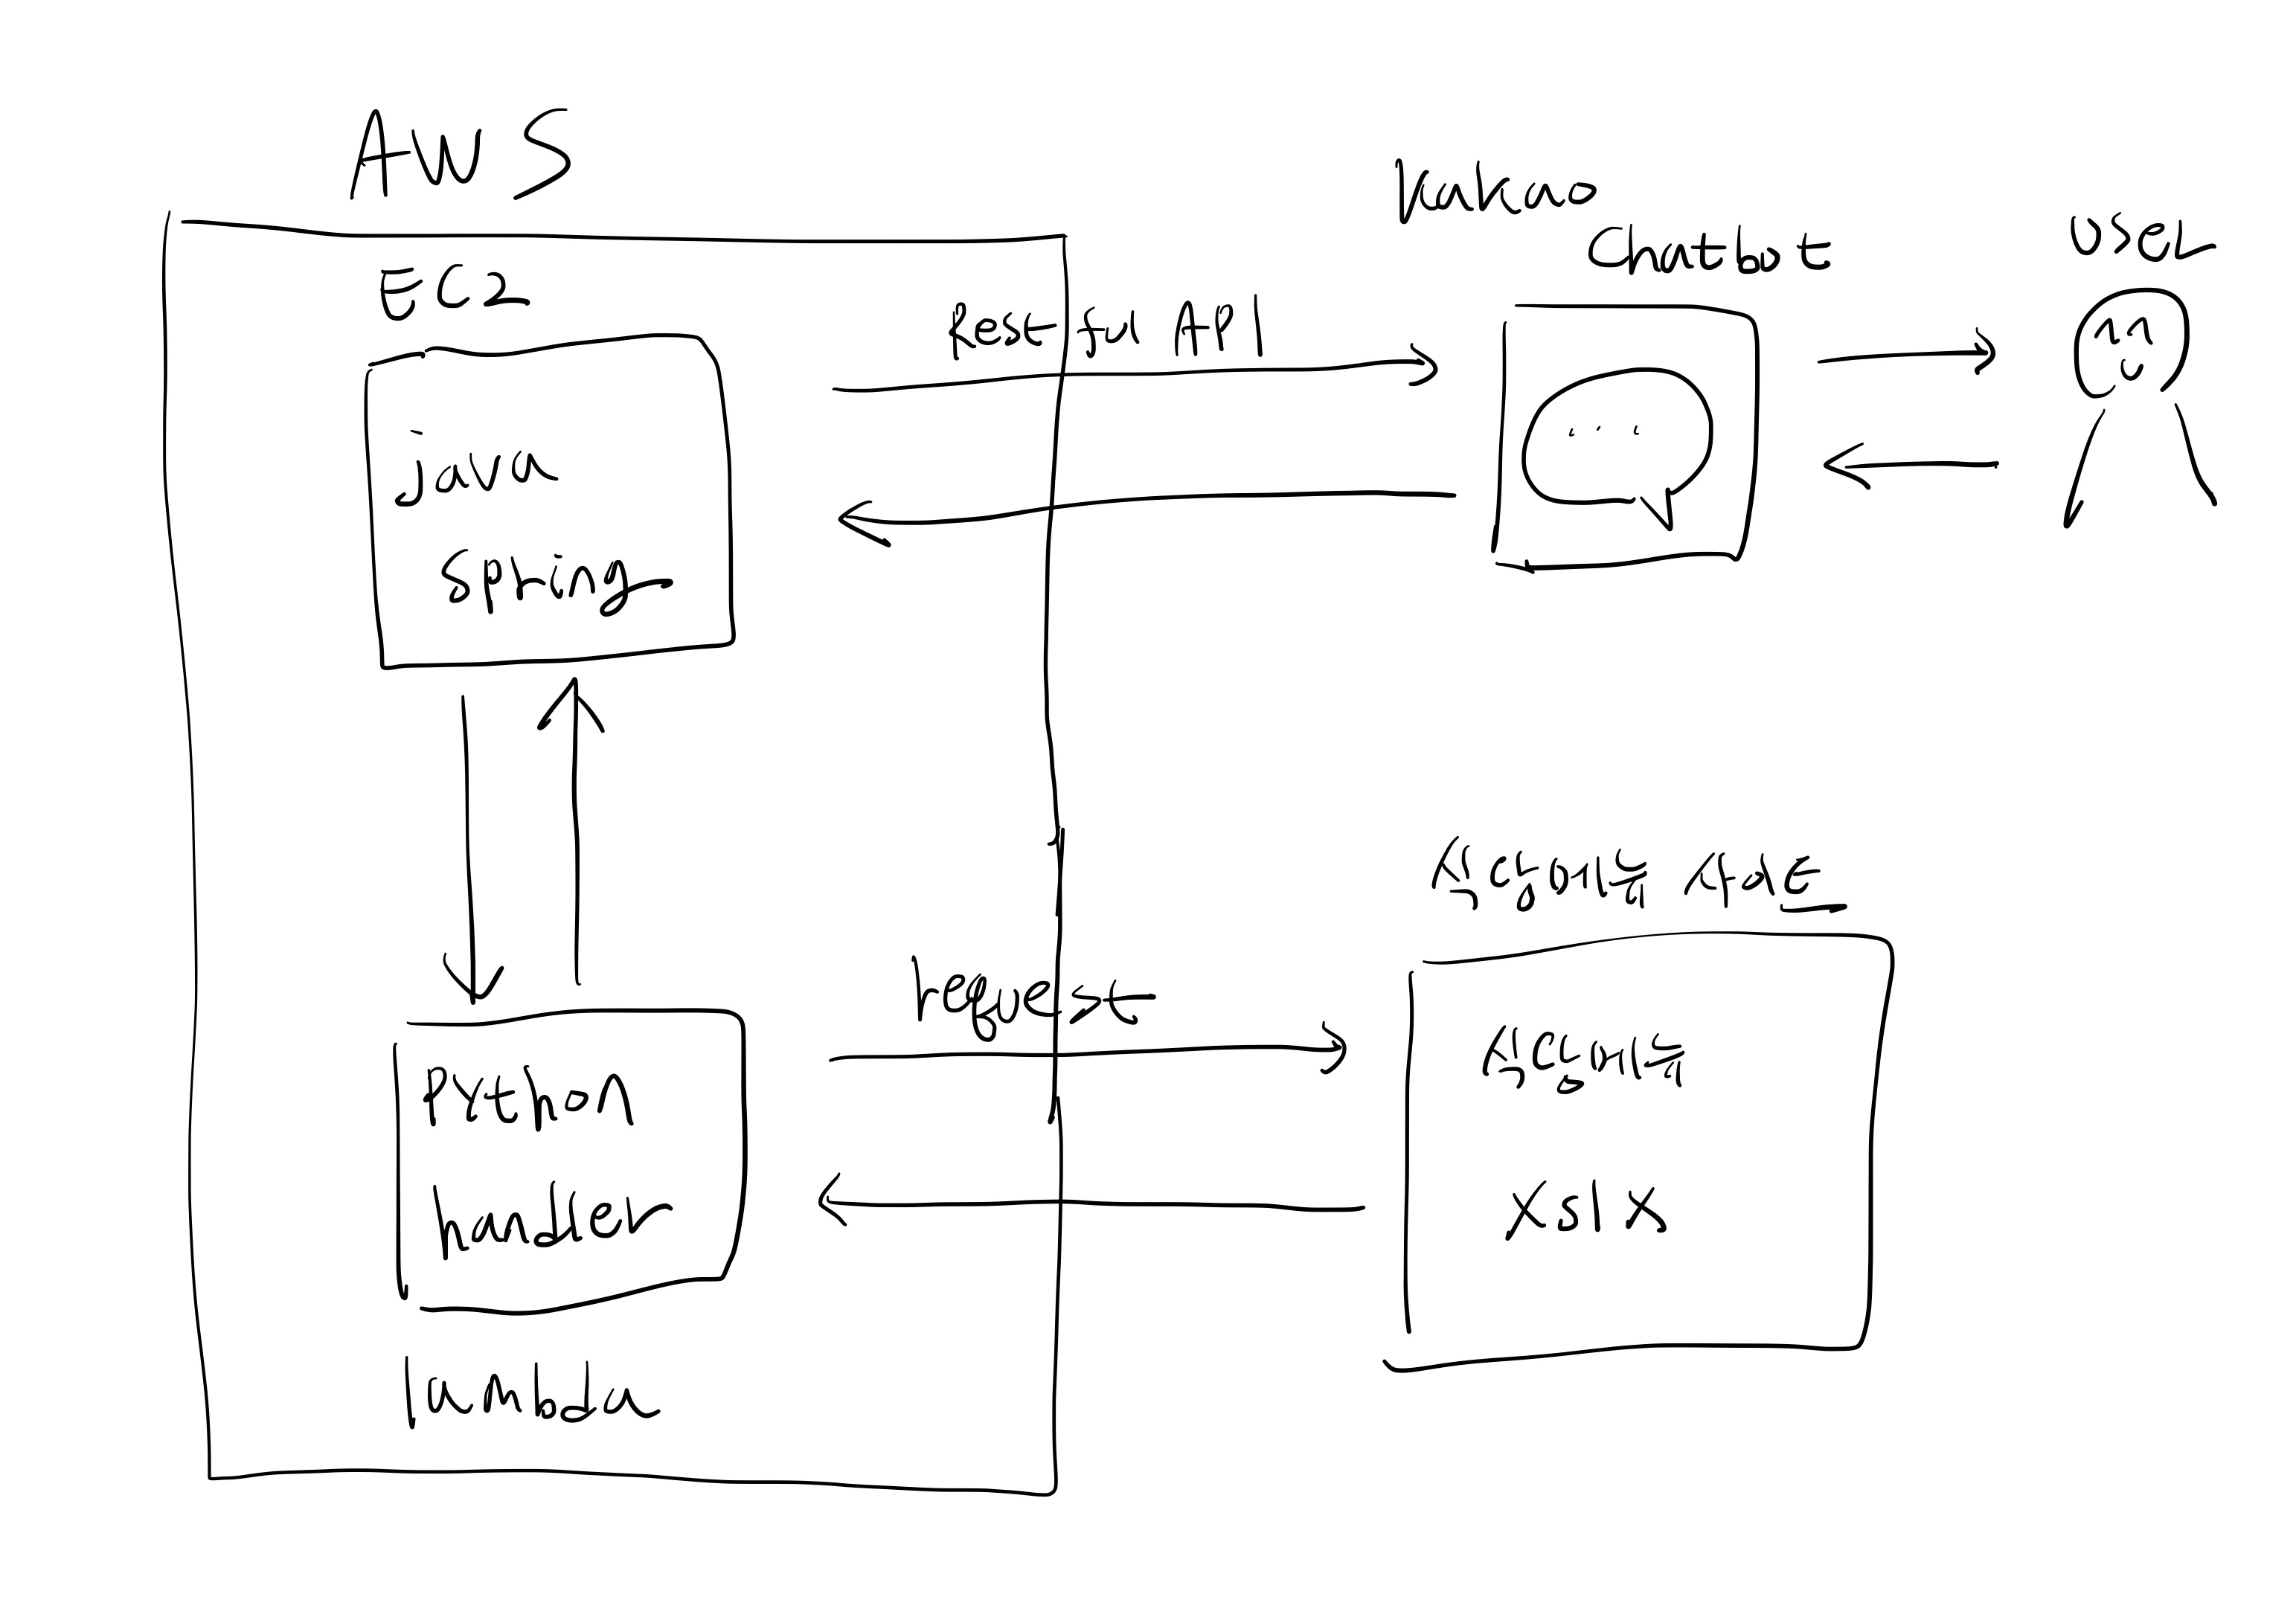 AWS
EC2
java
spring
Restful API
kakao
Chatbot
...
user
Python
handler
lambda
request
식당메뉴 사이트
식당메뉴
xslx